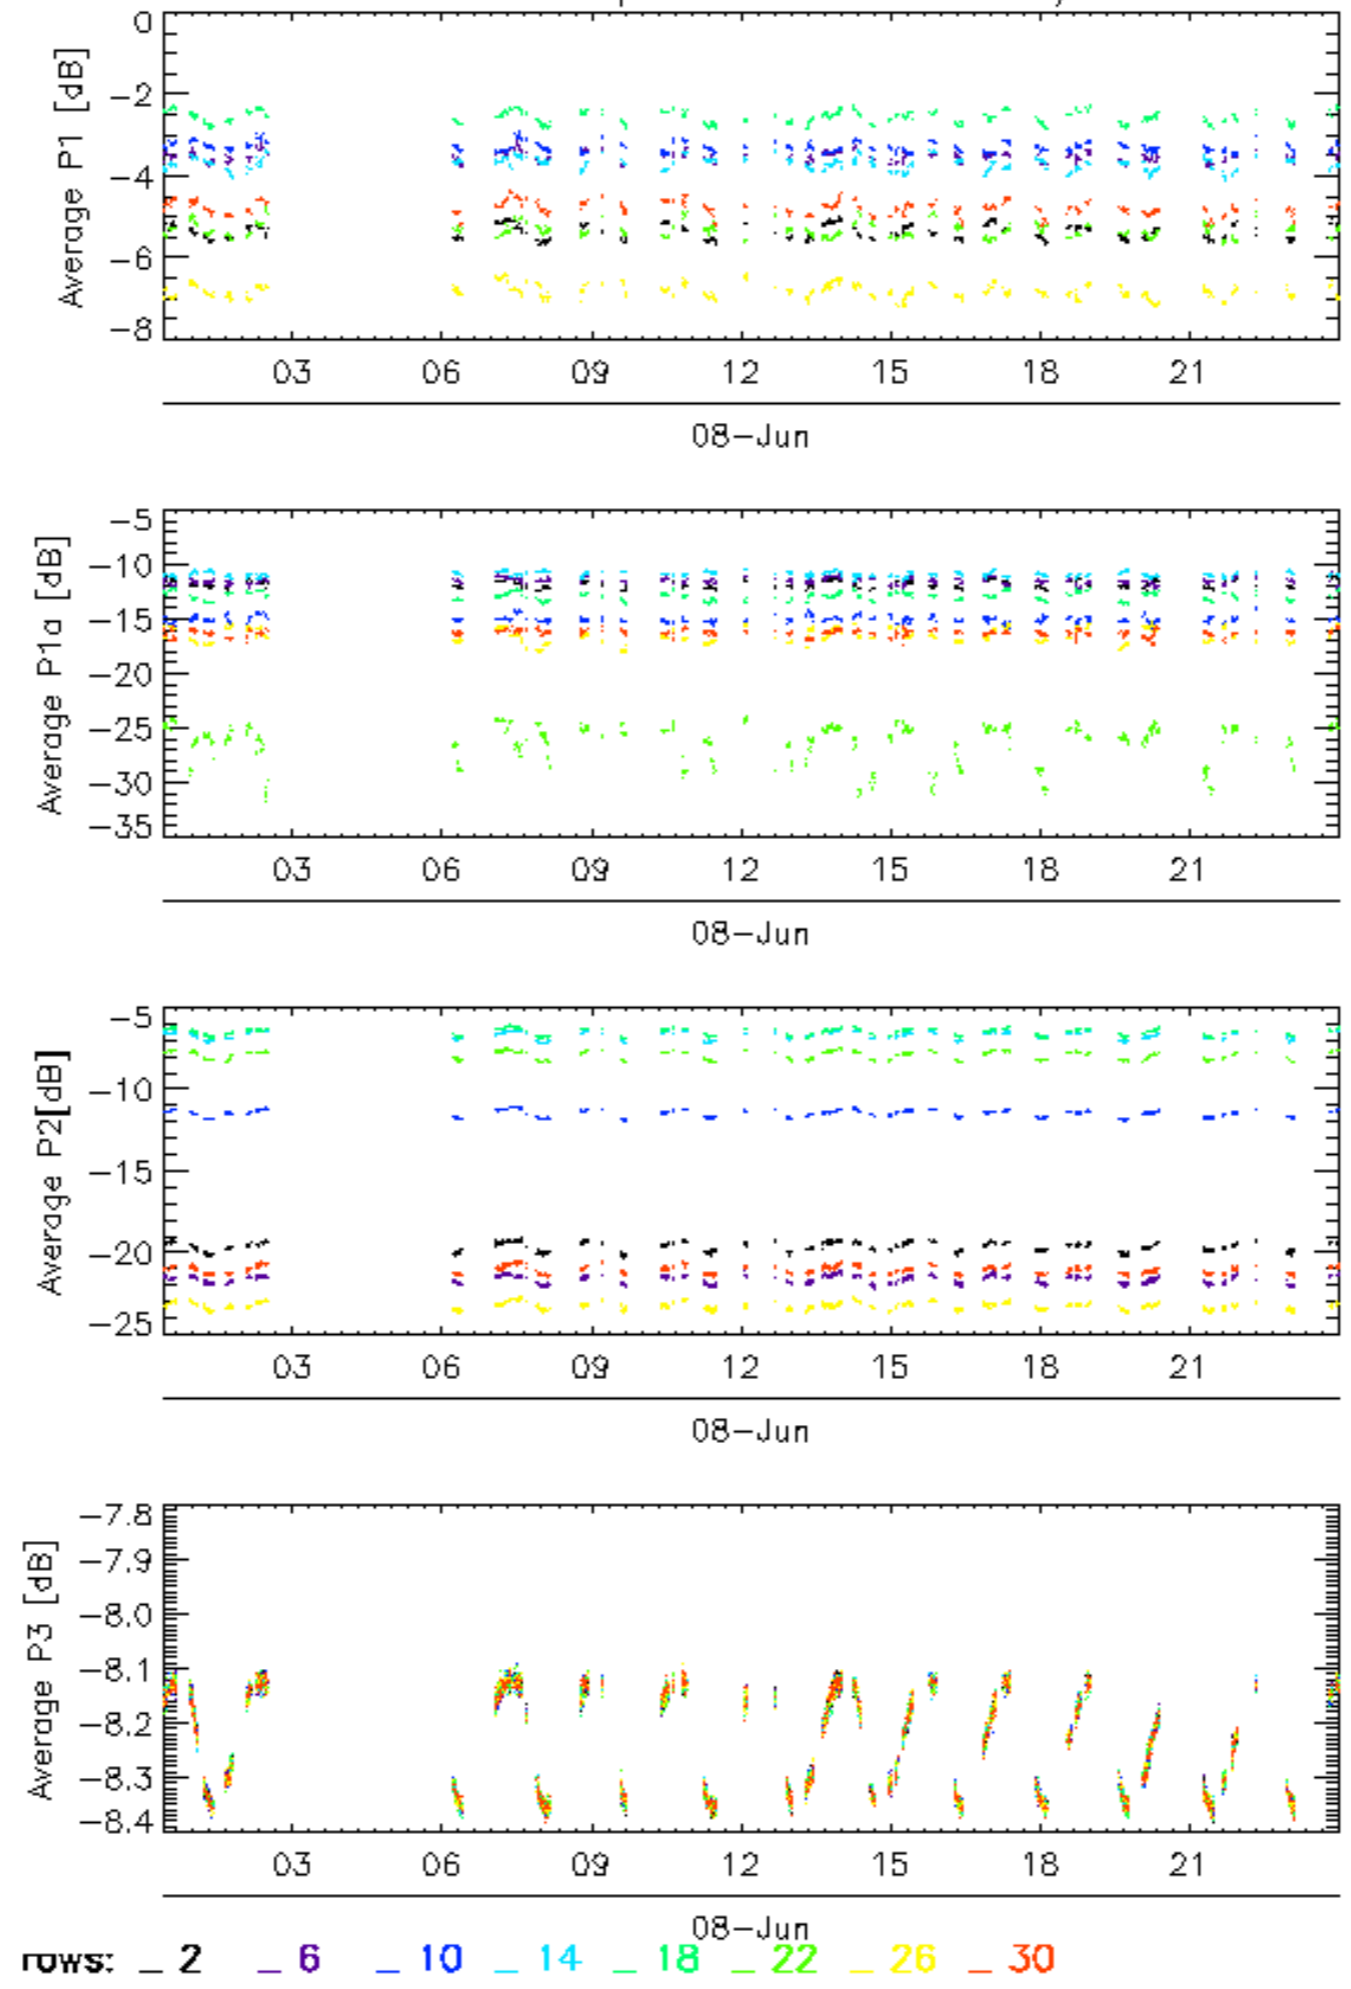 0
−2
−4
−6
−8
Average P1 [dB]
03 06 09 12 15 18 21
08−Jun
−5
−10
−15
−20
−25
−30
−35
Average P1a [dB]
03 06 09 12 15 18 21
08−Jun
−5
−10
−15
−20
−25
Average P2[dB]
03 06 09 12 15 18 21
08−Jun
−7.8
−7.9
−8.0
−8.1
−8.2
−8.3
−8.4
Average P3 [dB]
03 06 09 12 15 18 21
08−Jun
rows: _ 2 _ 6 _ 10 _ 14 _ 18 _ 22 _ 26 _ 30